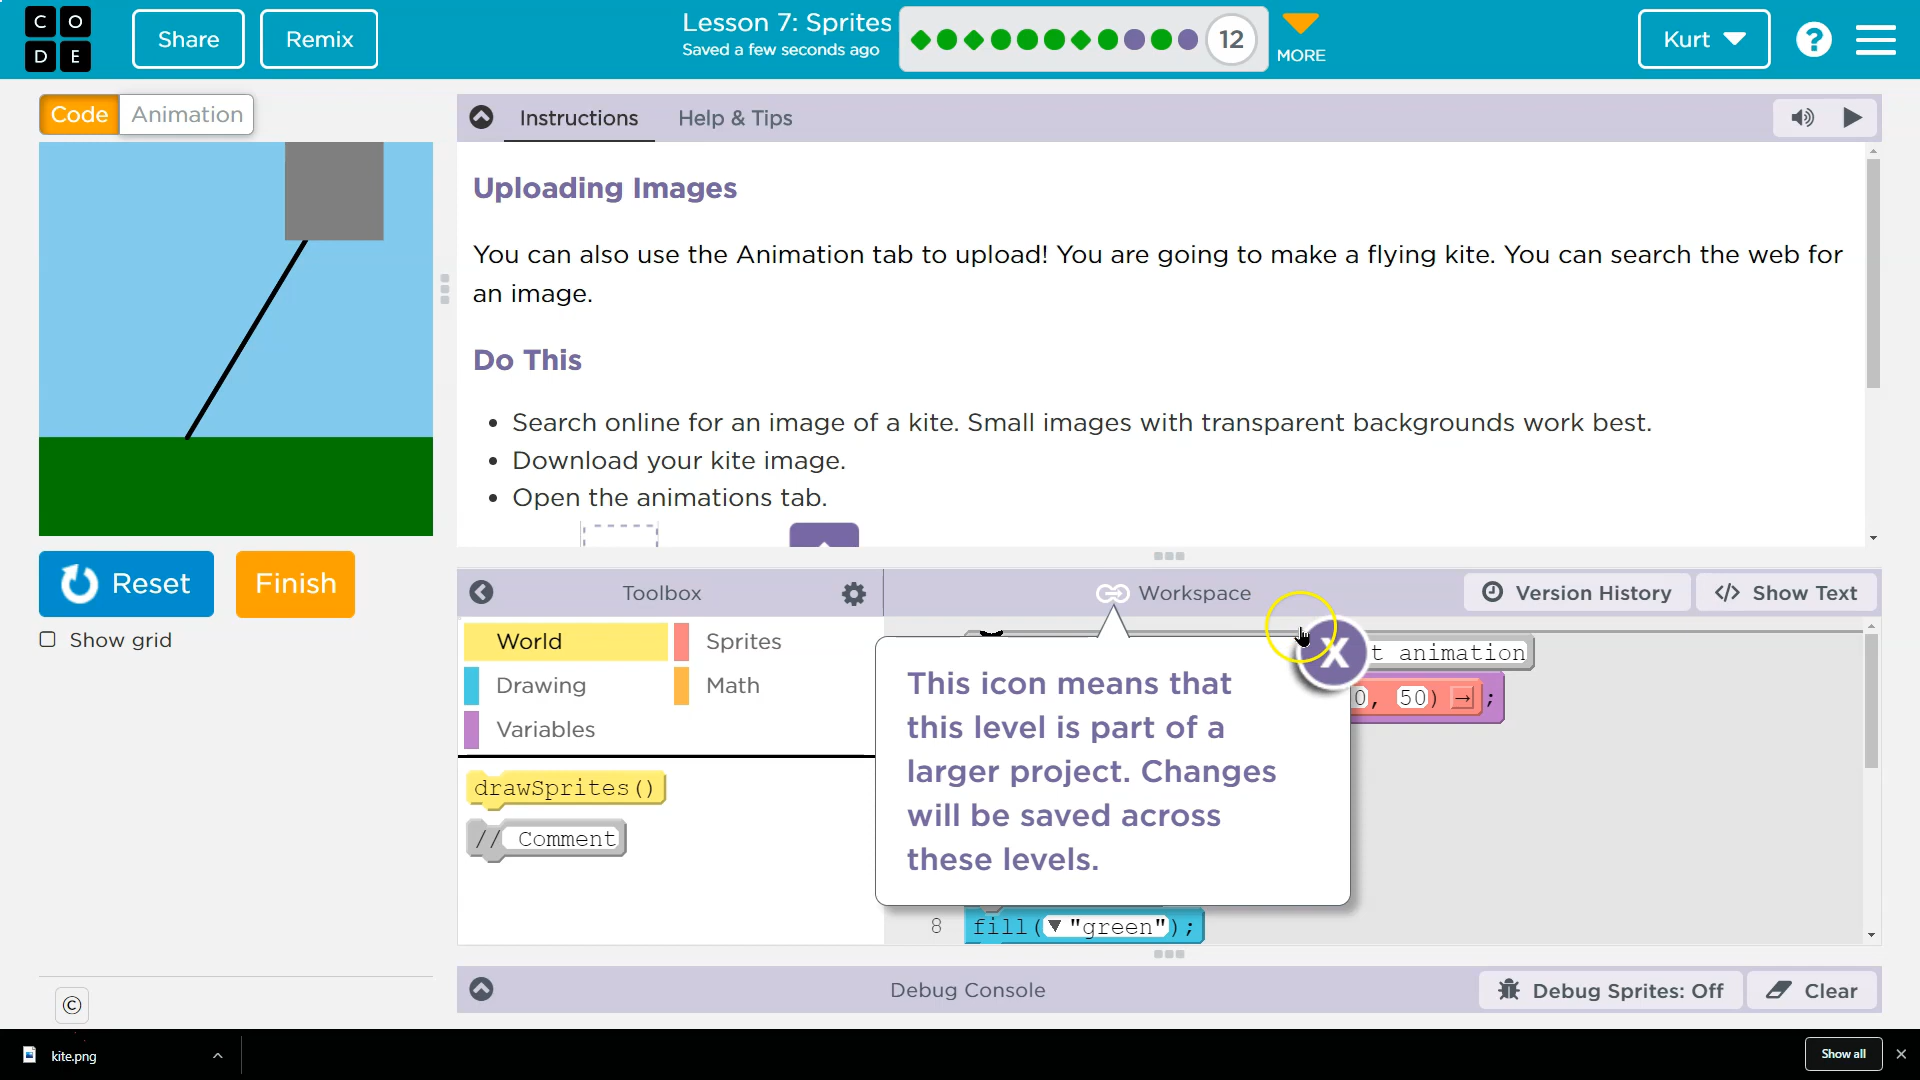 C O
D E
Share
Remix
Lesson 7: Sprites
Saved a few seconds ago
12
MORE
Kurt
?
Code
Animation
Instructions
Help & Tips
Uploading Images
You can also use the Animation tab to upload! You are going to make a flying kite. You can search the web for
an image.
Do This
• Search online for an image of a kite. Small images with transparent backgrounds work best.
• Download your kite image.
• Open the animations tab.
Reset
Finish
Show grid
Toolbox
Workspace
Version History
</> Show Text
World
Sprites
Drawing
Math
Variables
drawSprites()
// Comment
X
t animation
0, 50) → ;
This icon means that
this level is part of a
larger project. Changes
will be saved across
these levels.
8
fill( ▼ "green");
Debug Console
Debug Sprites: Off
Clear
©
kite.png
Show all